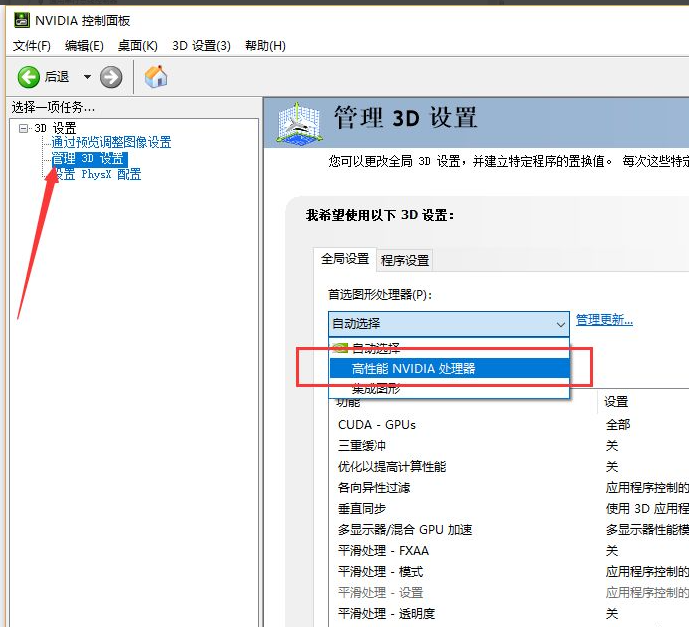 NVIDIA 控制面板
文件(F) 编辑(E) 桌面(K) 3D 设置(3) 帮助(H)
后退
选择一项任务...
3D 设置
通过预览调整图像设置
管理 3D 设置
设置 PhysX 配置
管理 3D 设置
您可以更改全局 3D 设置，并建立特定程序的置换值。 每次这些特定
我希望使用以下 3D 设置:
全局设置 程序设置
首选图形处理器(P):
自动选择 管理更新...
自动选择
高性能 NVIDIA 处理器
集成图形
功能 设置
CUDA - GPUs 全部
三重缓冲 关
优化以提高计算性能 关
各向异性过滤 应用程序控制的
垂直同步 使用 3D 应用程
多显示器/混合 GPU 加速 多显示器性能模
平滑处理 - FXAA 关
平滑处理 - 模式 应用程序控制的
平滑处理 - 设置 应用程序控制的
平滑处理 - 透明度 关